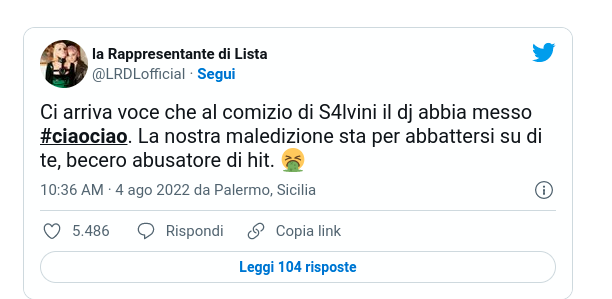 la Rappresentante di Lista
@LRDLofficial · Segui
Ci arriva voce che al comizio di S4lvini il dj abbia messo
#ciaociao. La nostra maledizione sta per abbattersi su di
te, becero abusatore di hit. 🤮
10:36 AM · 4 ago 2022 da Palermo, Sicilia
5.486 Rispondi Copia link
Leggi 104 risposte